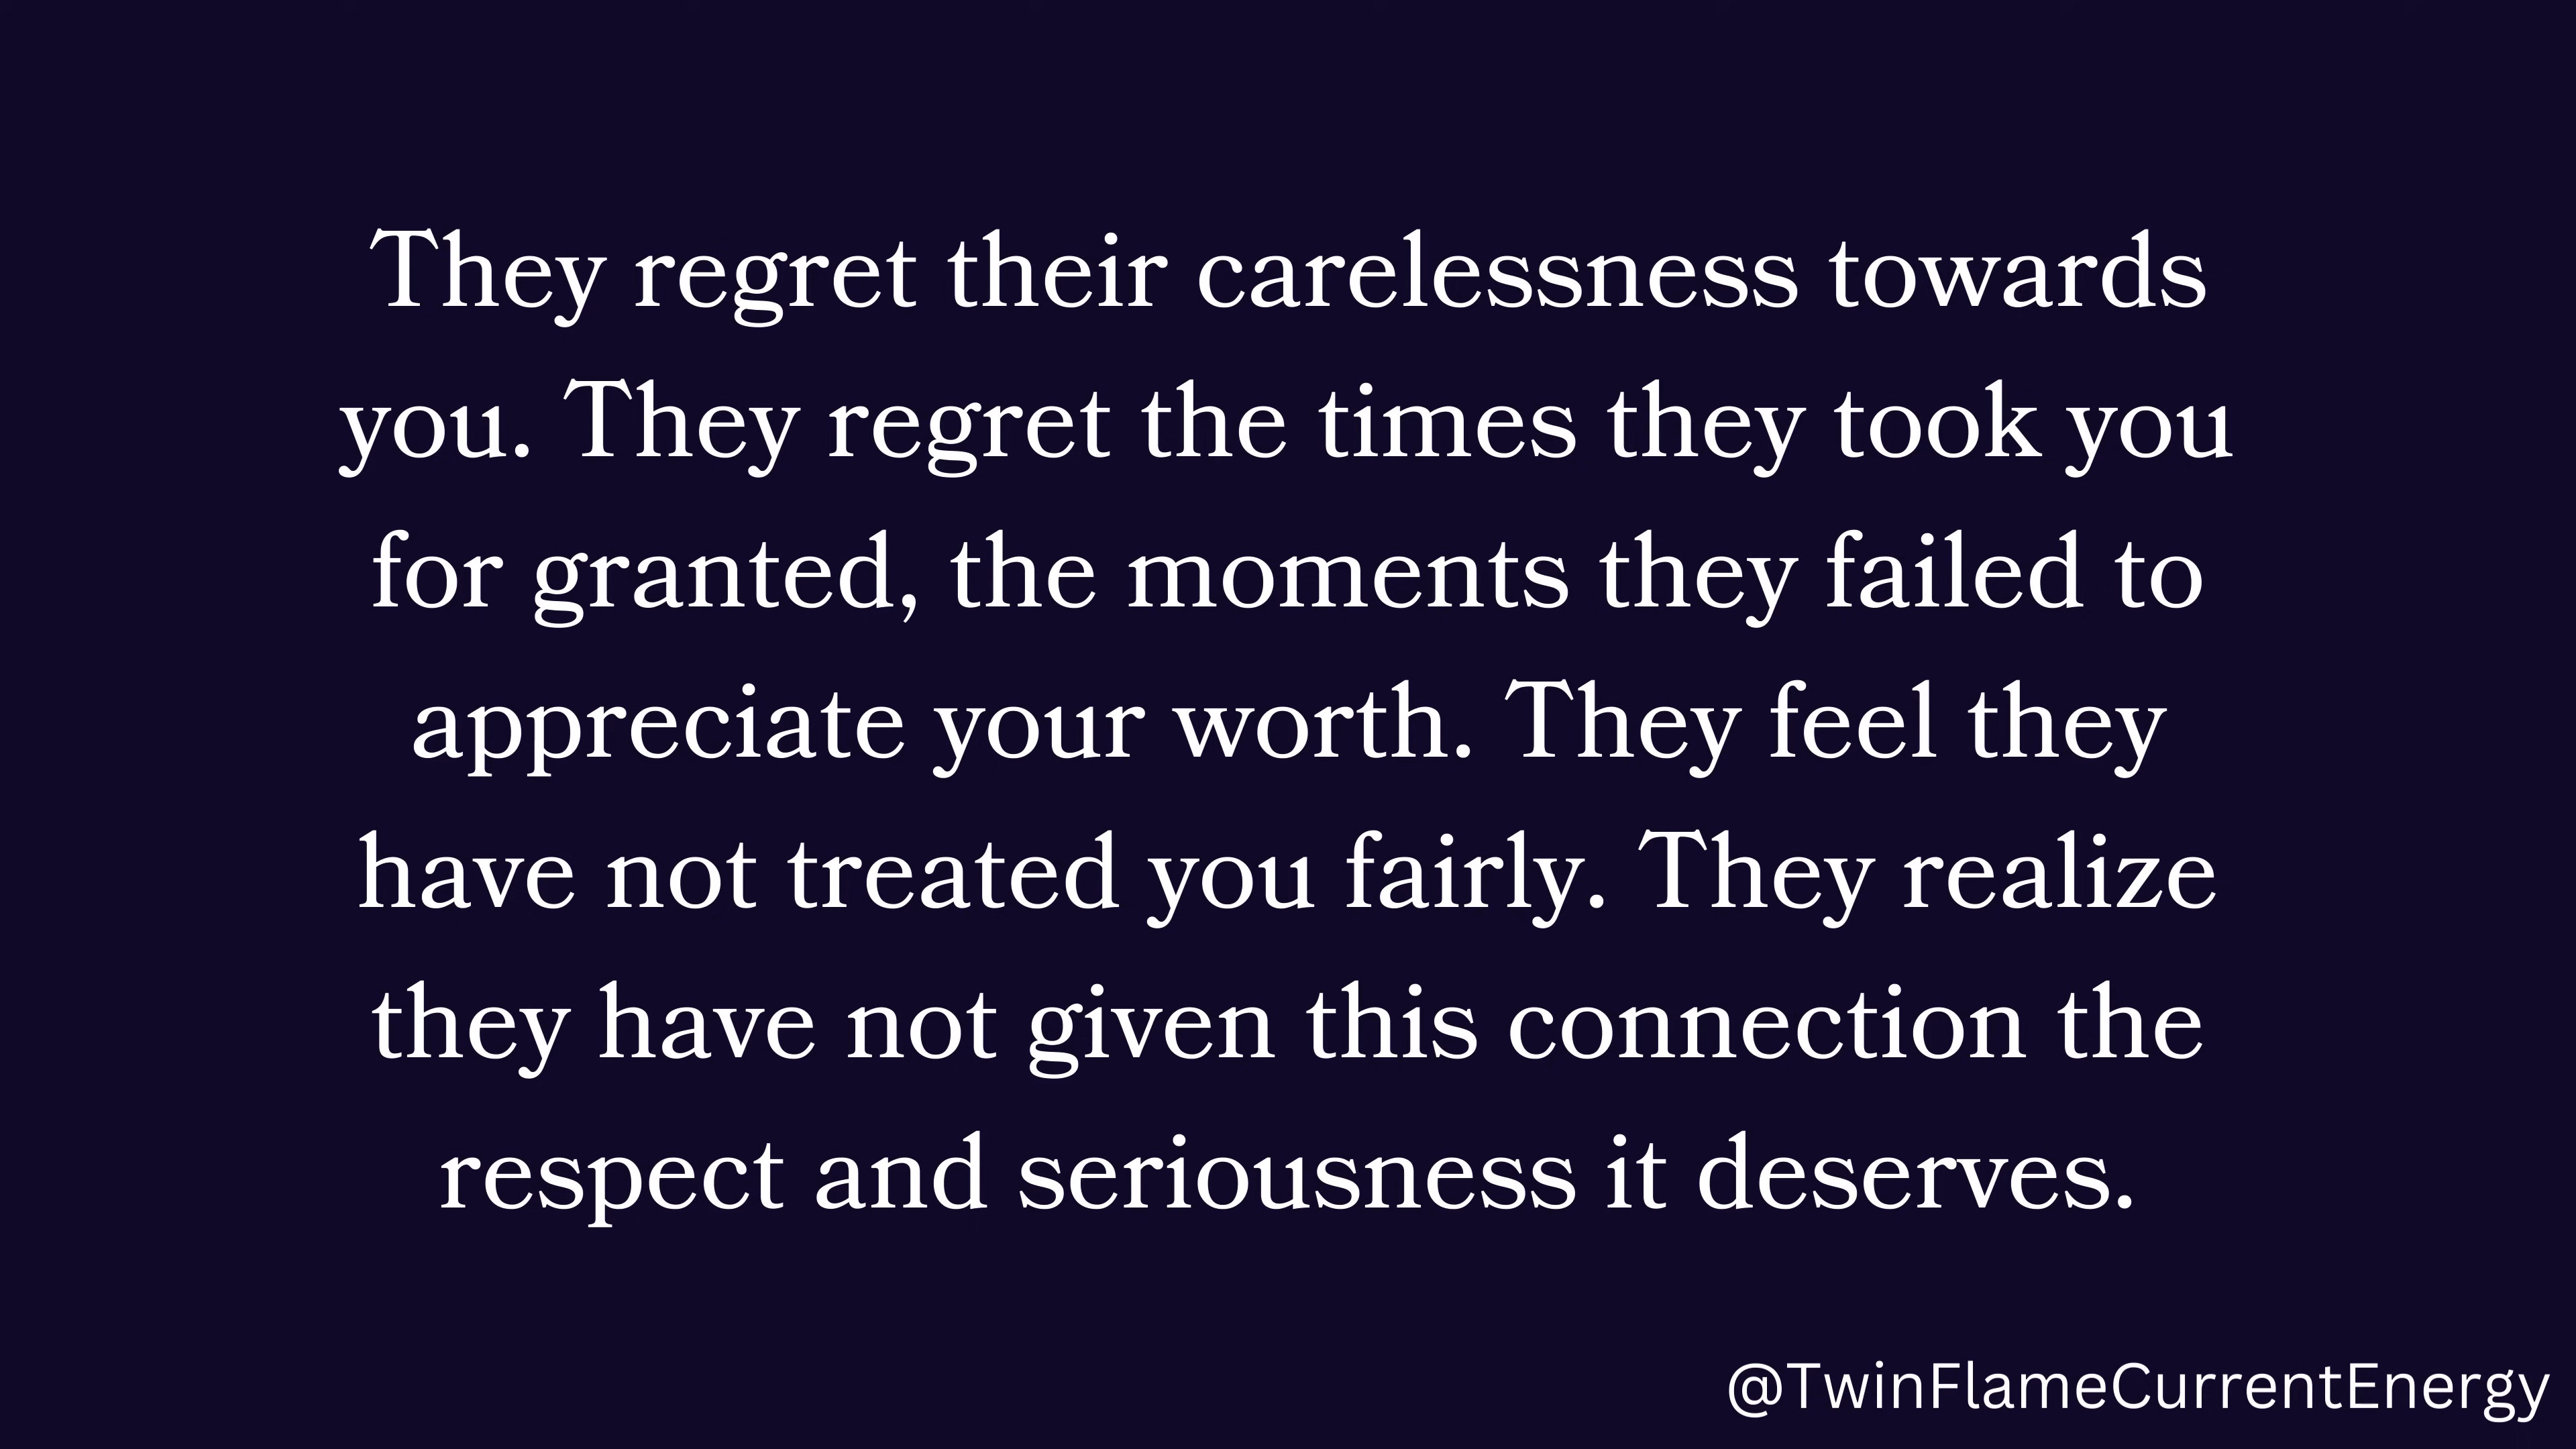 They regret their carelessness towards
you. They regret the times they took you
for granted, the moments they failed to
appreciate your worth. They feel they
have not treated you fairly. They realize
they have not given this connection the
respect and seriousness it deserves.
@TwinFlameCurrentEnergy